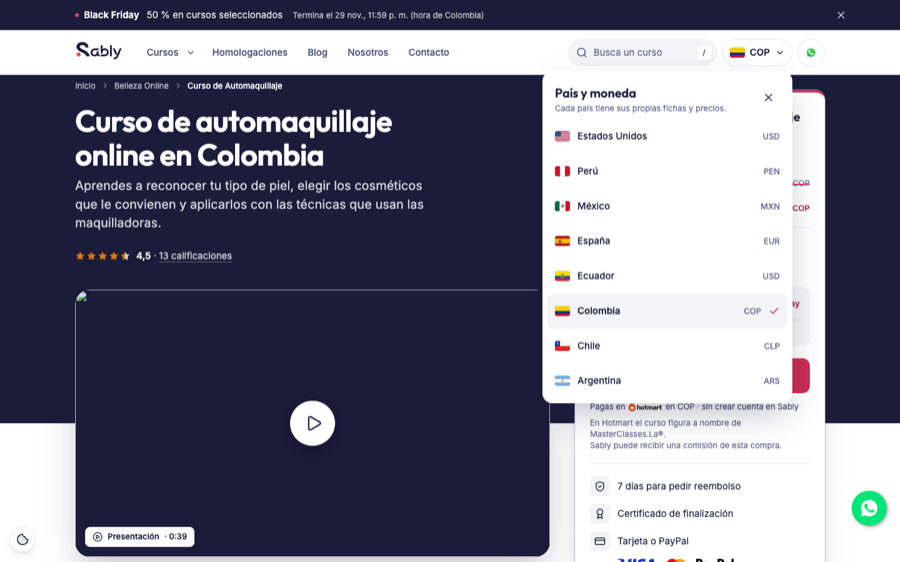 Black Friday 50 % en cursos seleccionados Termina el 29 nov., 11:59 p. m. (hora de Colombia)
Sably Cursos Homologaciones Blog Nosotros Contacto Busca un curso / COP
Inicio Belleza Online Curso de Automaquillaje
Curso de automaquillaje
online en Colombia
Aprendes a reconocer tu tipo de piel, elegir los cosméticos
que le convienen y aplicarlos con las técnicas que usan las
maquilladoras.
4,5 · 13 calificaciones
Presentación · 0:39
País y moneda
Cada país tiene sus propias fichas y precios.
Estados Unidos USD
Perú PEN
México MXN
España EUR
Ecuador USD
Colombia COP
Chile CLP
Argentina ARS
COP
COP
Pagas en hotmart en COP · sin crear cuenta en Sably
En Hotmart el curso figura a nombre de
MasterClasses.La®.
Sably puede recibir una comisión de esta compra.
7 días para pedir reembolso
Certificado de finalización
Tarjeta o PayPal